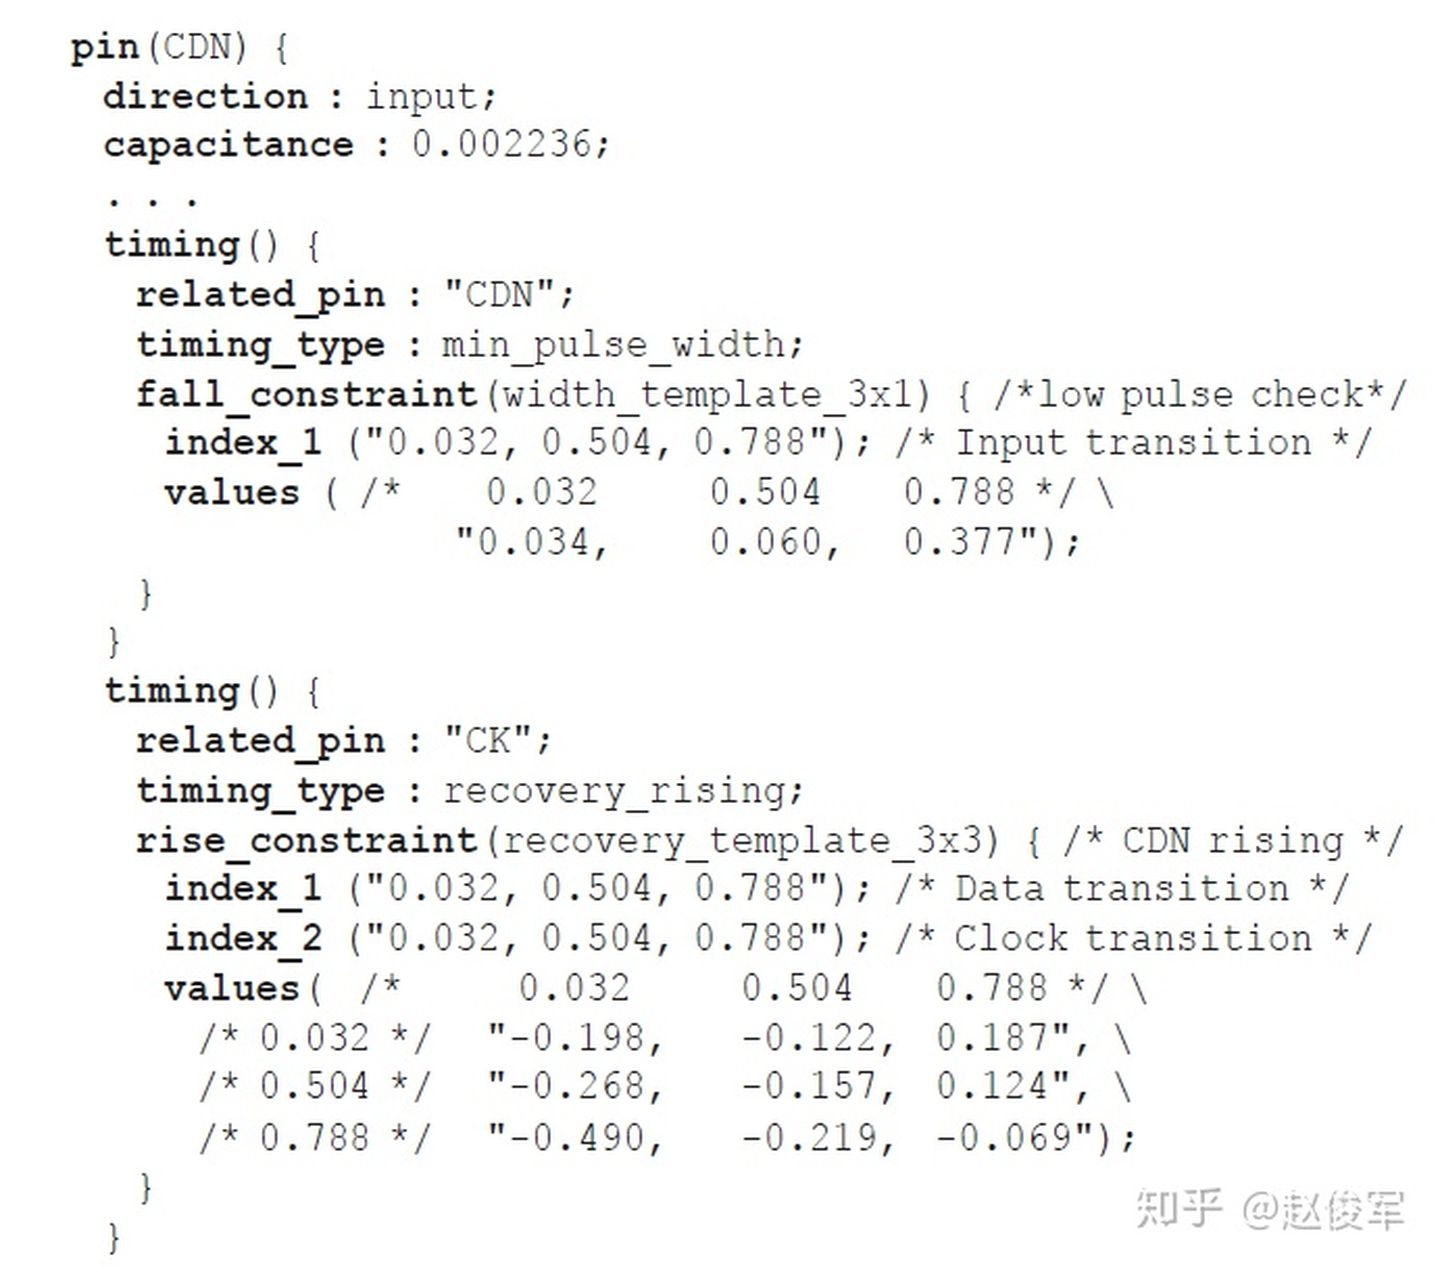 pin(CDN) {
direction : input;
capacitance : 0.002236;
. . .
timing() {
related_pin : "CDN";
timing_type : min_pulse_width;
fall_constraint(width_template_3x1) { /*low pulse check*/
index_1 ("0.032, 0.504, 0.788"); /* Input transition */
values ( /* 0.032 0.504 0.788 */ \
"0.034, 0.060, 0.377");
}
}
timing() {
related_pin : "CK";
timing_type : recovery_rising;
rise_constraint(recovery_template_3x3) { /* CDN rising */
index_1 ("0.032, 0.504, 0.788"); /* Data transition */
index_2 ("0.032, 0.504, 0.788"); /* Clock transition */
values( /* 0.032 0.504 0.788 */ \
/* 0.032 */ "-0.198, -0.122, 0.187", \
/* 0.504 */ "-0.268, -0.157, 0.124", \
/* 0.788 */ "-0.490, -0.219, -0.069");
}
}
知乎 @赵俊军